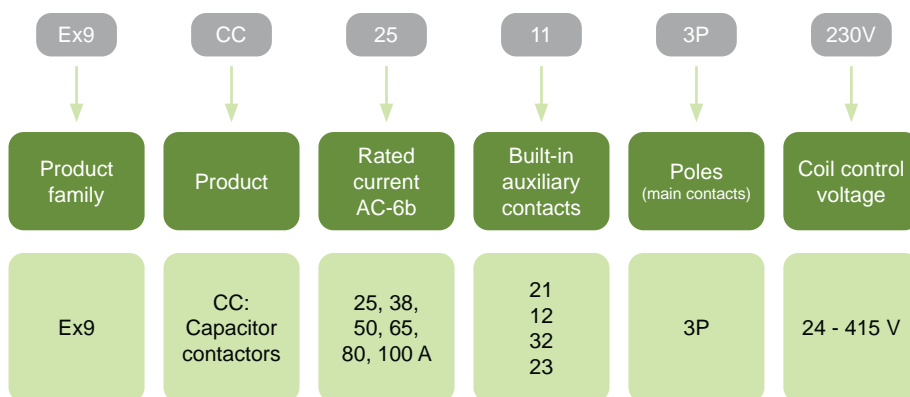 Ex9 CC 25 11 3P 230V
Product
family
Product
Rated
current
AC-6b
Built-in
auxiliary
contacts
Poles
(main contacts)
Coil control
voltage
Ex9
CC:
Capacitor
contactors
25, 38,
50, 65,
80, 100 A
21
12
32
23
3P
24 - 415 V